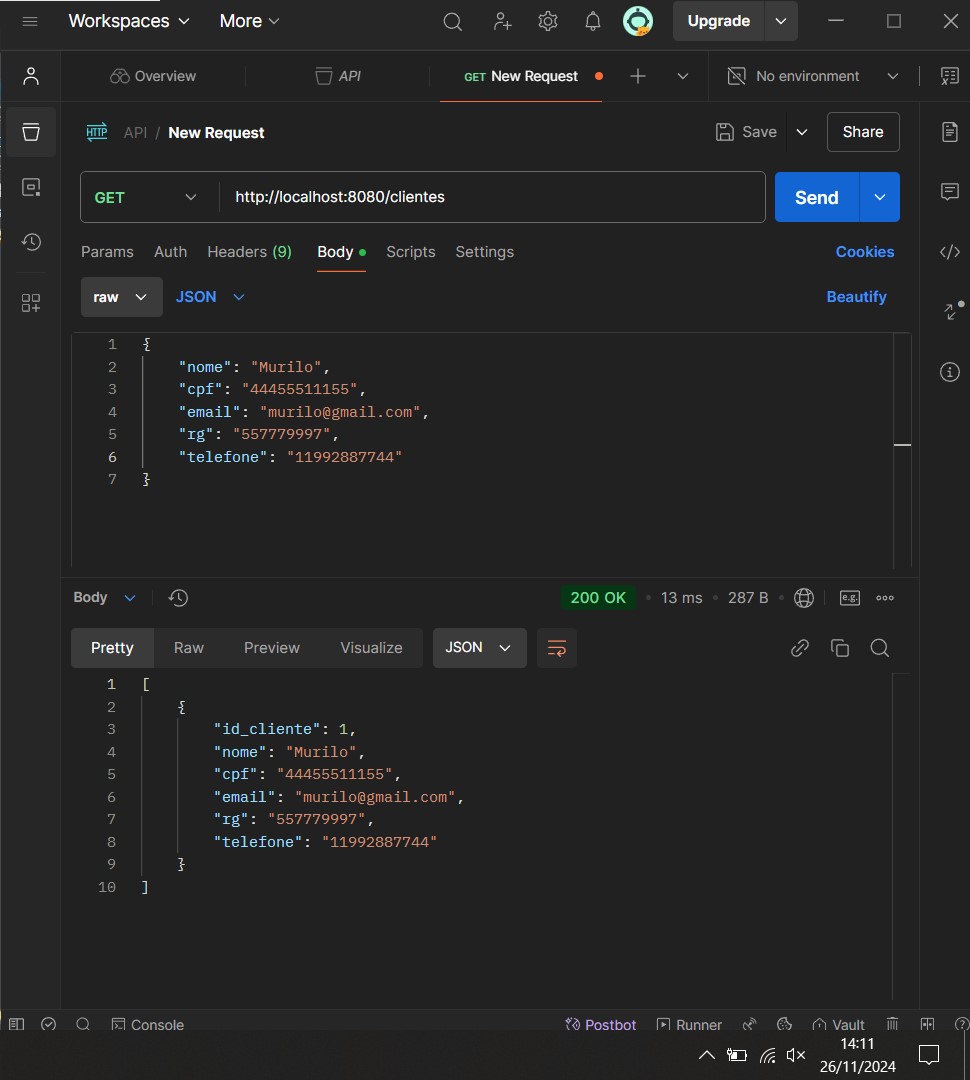 Workspaces More Upgrade
Overview API GET New Request No environment
HTTP API / New Request Save Share
GET http://localhost:8080/clientes Send
Params Auth Headers (9) Body Scripts Settings Cookies
raw JSON Beautify
1 {
2 "nome": "Murilo",
3 "cpf": "44455511155",
4 "email": "murilo@gmail.com",
5 "rg": "557779997",
6 "telefone": "11992887744"
7 }
Body 200 OK • 13 ms • 287 B • e.g.
Pretty Raw Preview Visualize JSON
1 [
2 {
3 "id_cliente": 1,
4 "nome": "Murilo",
5 "cpf": "44455511155",
6 "email": "murilo@gmail.com",
7 "rg": "557779997",
8 "telefone": "11992887744"
9 }
10 ]
Console Postbot Runner Vault
14:11
26/11/2024